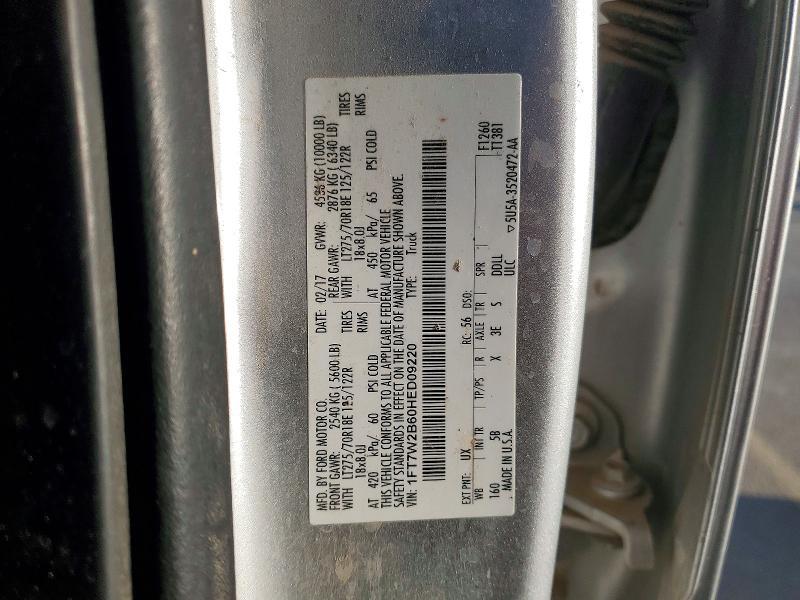 MFD. BY FORD MOTOR CO.
DATE: 02/17 GVWR: 4536 KG (10000 LB)
FRONT GAWR: 2540 KG ( 5600 LB) REAR GAWR: 2876 KG ( 6340 LB)
WITH LT275/70R18E 125/122R TIRES WITH LT275/70R18E 125/122R TIRES
18x8.0J RIMS 18x8.0J RIMS
AT 420 kPa/ 60 PSI COLD AT 450 kPa/ 65 PSI COLD
THIS VEHICLE CONFORMS TO ALL APPLICABLE FEDERAL MOTOR VEHICLE
SAFETY STANDARDS IN EFFECT ON THE DATE OF MANUFACTURE SHOWN ABOVE.
VIN: 1FT7W2B60HED09220 TYPE: Truck
EXT PNT: UX RC: 56 DSO: F1260
WB INT TR TP/PS R AXLE TR SPR T1381
160 5B X 3E S DDLL
ULC
MADE IN U.S.A. ▽5U5A-3520472-AA